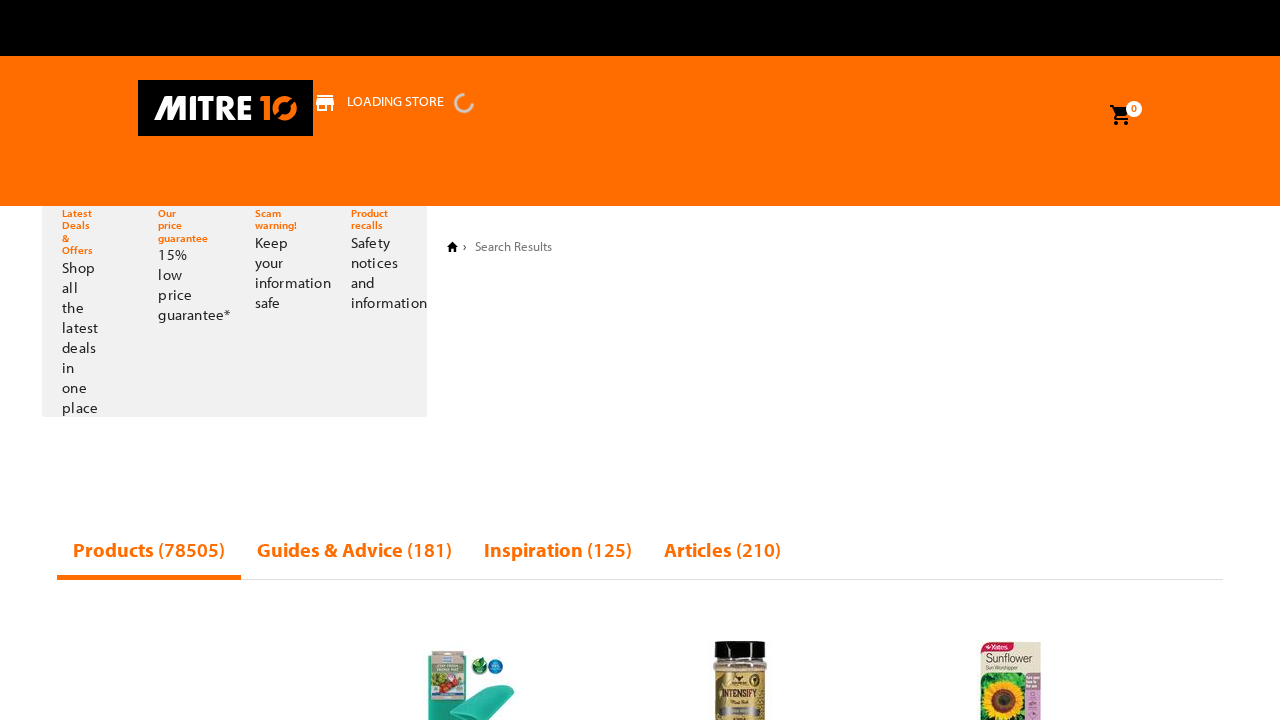 MITRE 10
LOADING STORE
0
Latest
Deals
&
Offers
Shop
all
the
latest
deals
in
one
place
Our
price
guarantee
15%
low
price
guarantee*
Scam
warning!
Keep
your
information
safe
Product
recalls
Safety
notices
and
information
› Search Results
Products (78505)
Guides & Advice (181)
Inspiration (125)
Articles (210)
INTENSIFY
Yates
Sunflower
Sun Worshipper